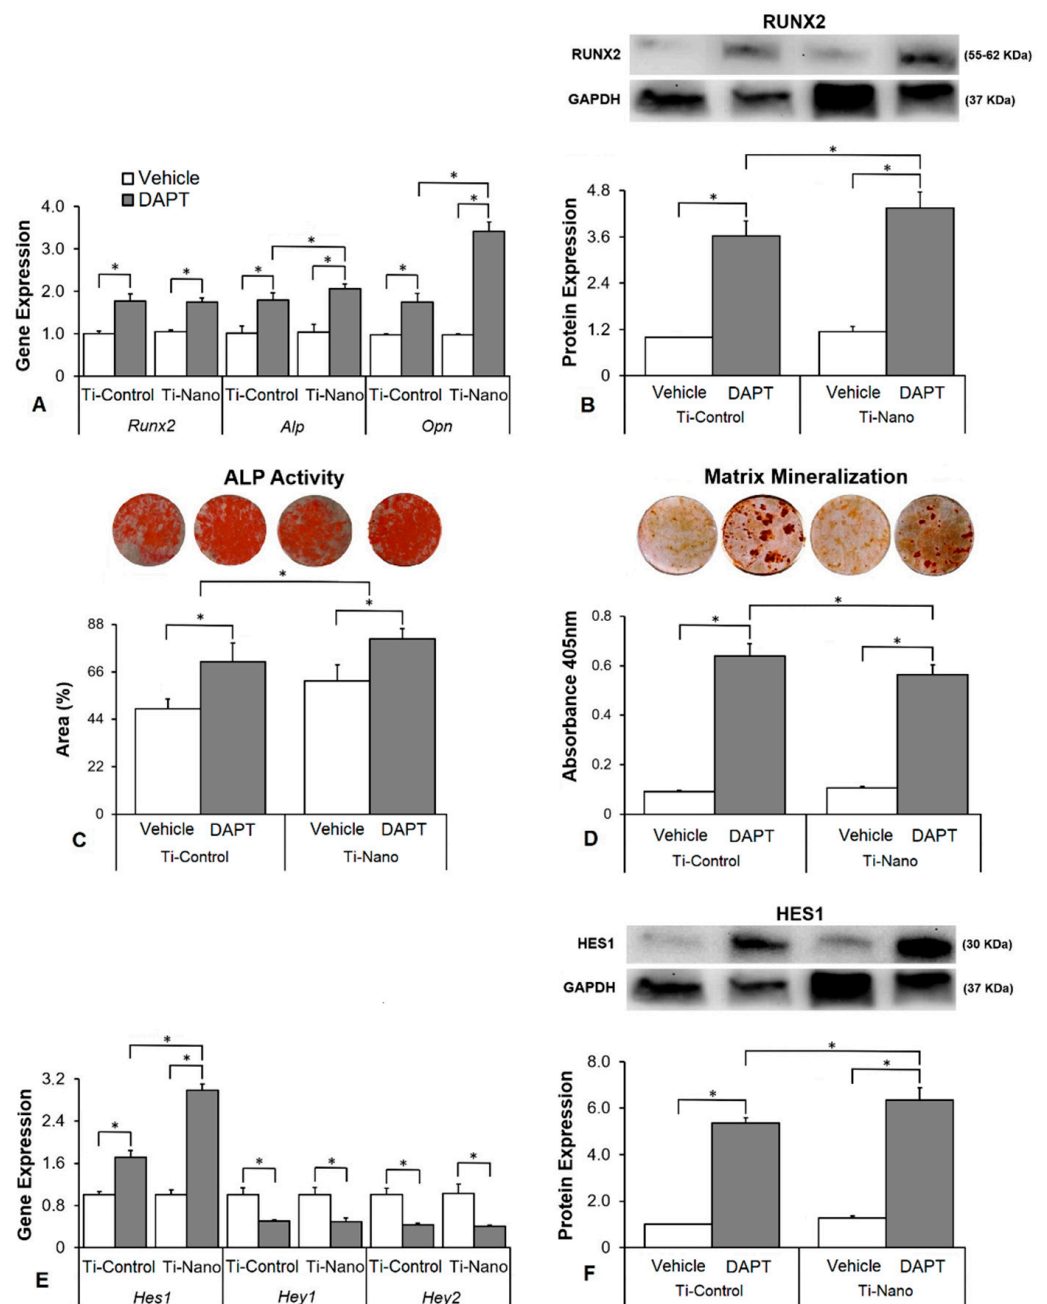 RUNX2
RUNX2 (55-62 KDa)
GAPDH (37 KDa)
Vehicle
DAPT
* * * * * * * *
Gene Expression
4.0
3.0
2.0
1.0
0
Ti-Control Ti-Nano Ti-Control Ti-Nano Ti-Control Ti-Nano
Runx2 Alp Opn
A
* * *
Protein Expression
4.8
3.6
2.4
1.2
0
Vehicle DAPT Vehicle DAPT
Ti-Control Ti-Nano
B
ALP Activity
* * *
Area (%)
88
66
44
22
0
Vehicle DAPT Vehicle DAPT
Ti-Control Ti-Nano
C
Matrix Mineralization
* * *
Absorbance 405nm
0.8
0.6
0.4
0.2
0
Vehicle DAPT Vehicle DAPT
Ti-Control Ti-Nano
D
* * * * * * *
Gene Expression
3.2
2.4
1.6
0.8
0
Ti-Control Ti-Nano Ti-Control Ti-Nano Ti-Control Ti-Nano
Hes1 Hey1 Hey2
E
HES1
HES1 (30 KDa)
GAPDH (37 KDa)
* * *
Protein Expression
8.0
6.0
4.0
2.0
0
Vehicle DAPT Vehicle DAPT
Ti-Control Ti-Nano
F